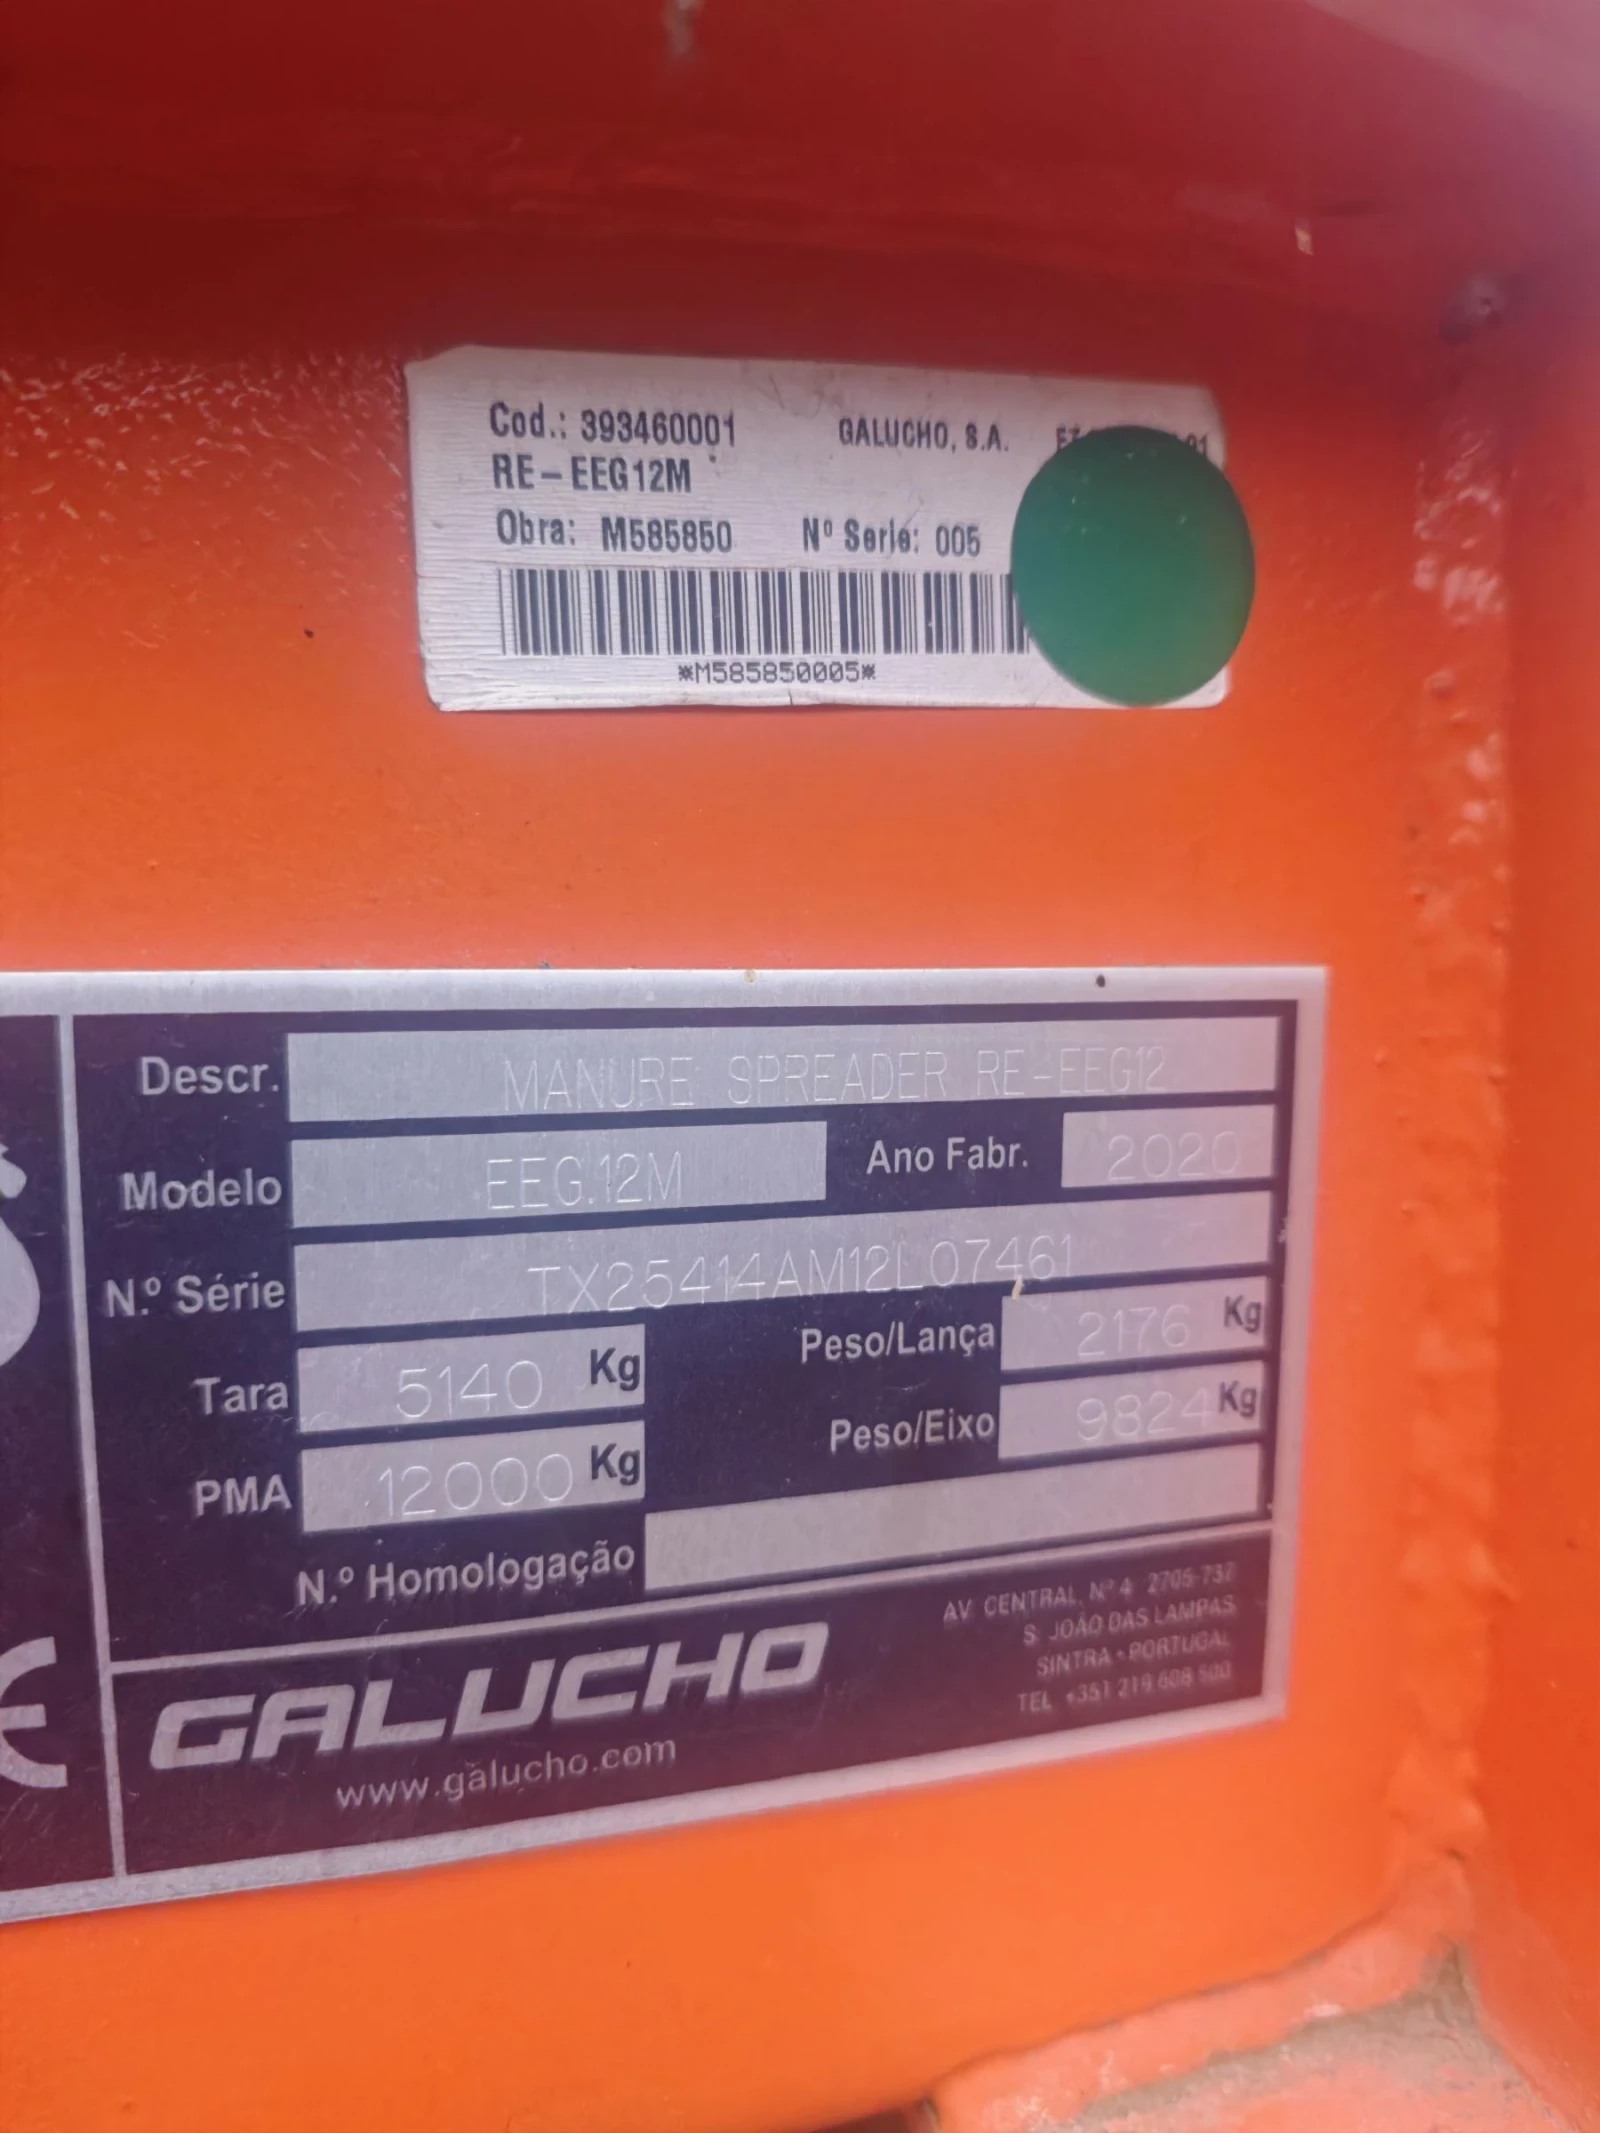 Cod.: 393460001 GALUCHO, S.A.
RE-EEG12M
Obra: M585850 Nº Serie: 005
*M585850005*
Descr. MANURE SPREADER RE-EEG12
Modelo EEG.12M Ano Fabr. 2020
N.º Série TX25414AM12L07461
Tara 5140 Kg Peso/Lança 2176 Kg
PMA 12000 Kg Peso/Eixo 9824 Kg
N.º Homologação
GALUCHO
www.galucho.com
AV CENTRAL, Nº 4 2705-737
S. JOÃO DAS LAMPAS
SINTRA - PORTUGAL
TEL +351 219 608 500
CE